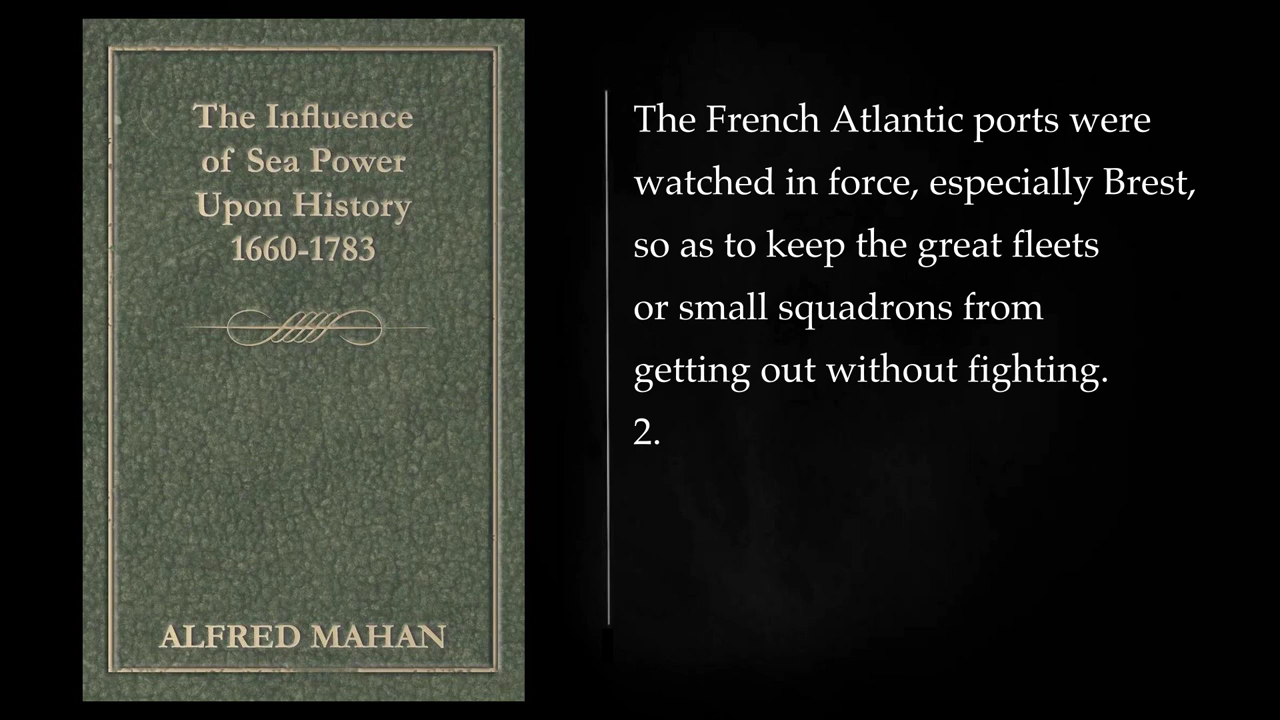 The Influence
of Sea Power
Upon History
1660-1783
ALFRED MAHAN
The French Atlantic ports were
watched in force, especially Brest,
so as to keep the great fleets
or small squadrons from
getting out without fighting.
2.